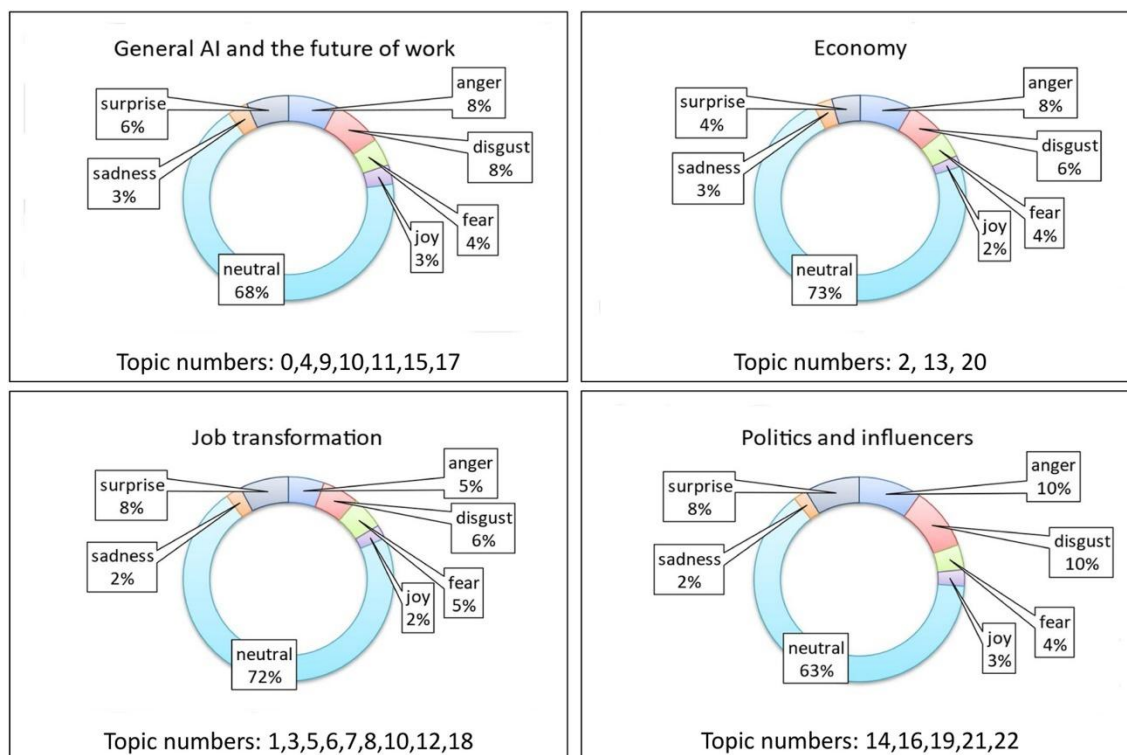 General AI and the future of work
anger
8%
disgust
8%
fear
4%
joy
3%
neutral
68%
sadness
3%
surprise
6%
Topic numbers: 0,4,9,10,11,15,17
Economy
anger
8%
disgust
6%
fear
4%
joy
2%
neutral
73%
sadness
3%
surprise
4%
Topic numbers: 2, 13, 20
Job transformation
anger
5%
disgust
6%
fear
5%
joy
2%
neutral
72%
sadness
2%
surprise
8%
Topic numbers: 1,3,5,6,7,8,10,12,18
Politics and influencers
anger
10%
disgust
10%
fear
4%
joy
3%
neutral
63%
sadness
2%
surprise
8%
Topic numbers: 14,16,19,21,22